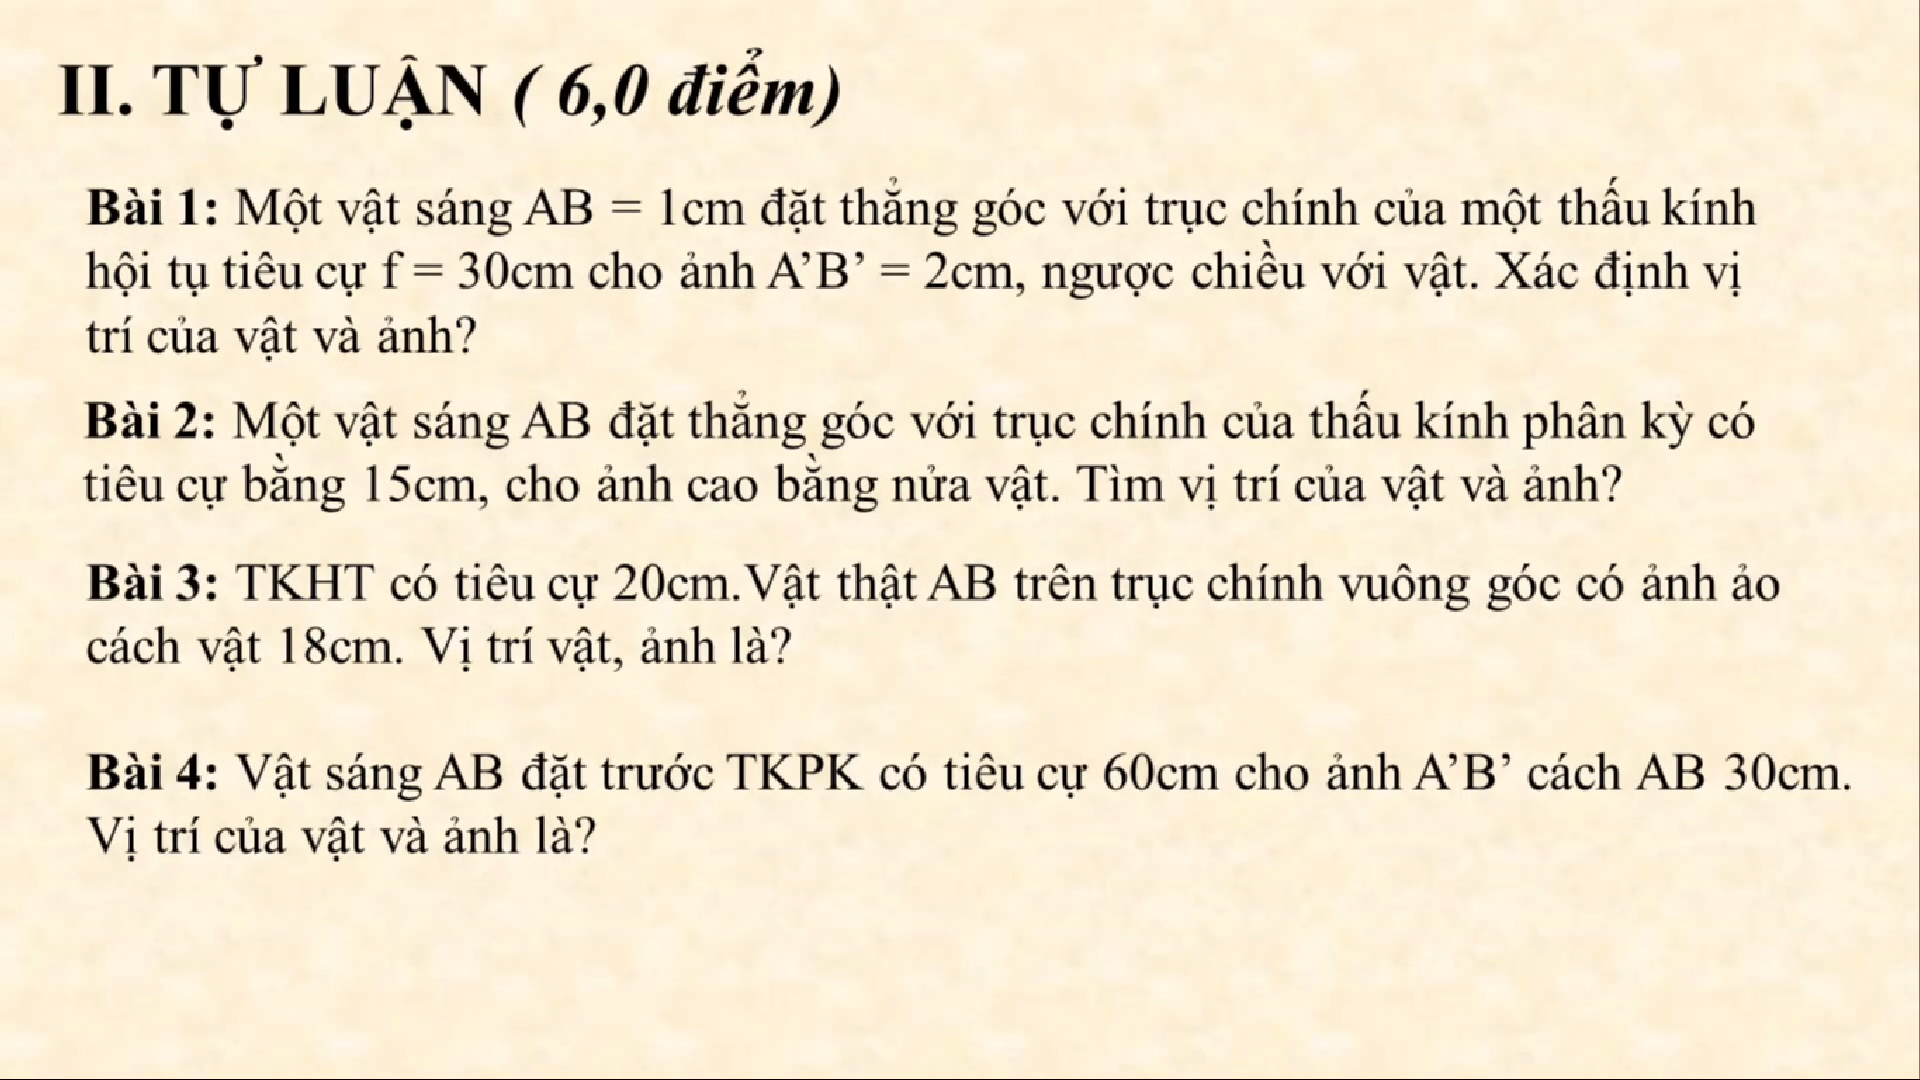 II. TỰ LUẬN ( 6,0 điểm)
Bài 1: Một vật sáng AB = 1cm đặt thẳng góc với trục chính của một thấu kính
hội tụ tiêu cự f = 30cm cho ảnh A’B’ = 2cm, ngược chiều với vật. Xác định vị
trí của vật và ảnh?
Bài 2: Một vật sáng AB đặt thẳng góc với trục chính của thấu kính phân kỳ có
tiêu cự bằng 15cm, cho ảnh cao bằng nửa vật. Tìm vị trí của vật và ảnh?
Bài 3: TKHT có tiêu cự 20cm.Vật thật AB trên trục chính vuông góc có ảnh ảo
cách vật 18cm. Vị trí vật, ảnh là?
Bài 4: Vật sáng AB đặt trước TKPK có tiêu cự 60cm cho ảnh A’B’ cách AB 30cm.
Vị trí của vật và ảnh là?